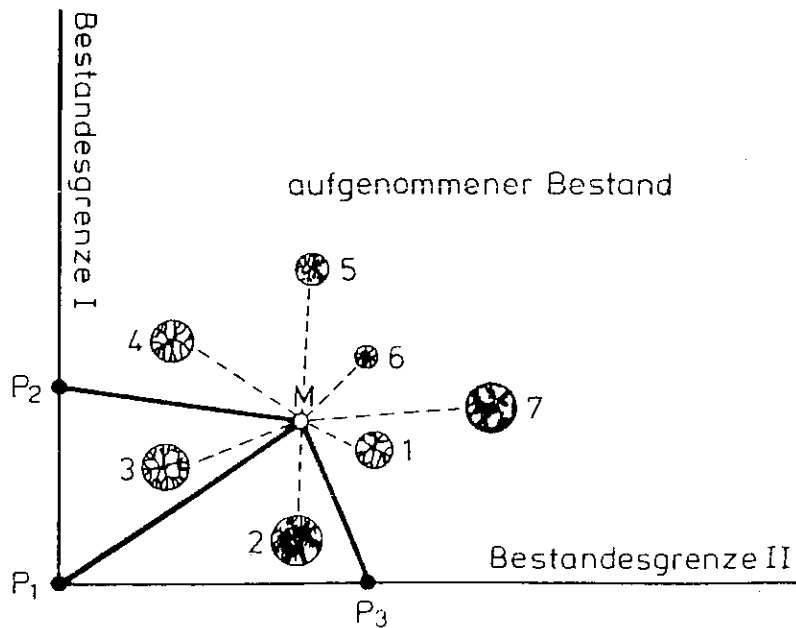 Bestandesgrenze I
aufgenommener Bestand
5
4
6
P2
M
7
3
1
2
Bestandesgrenze II
P1
P3